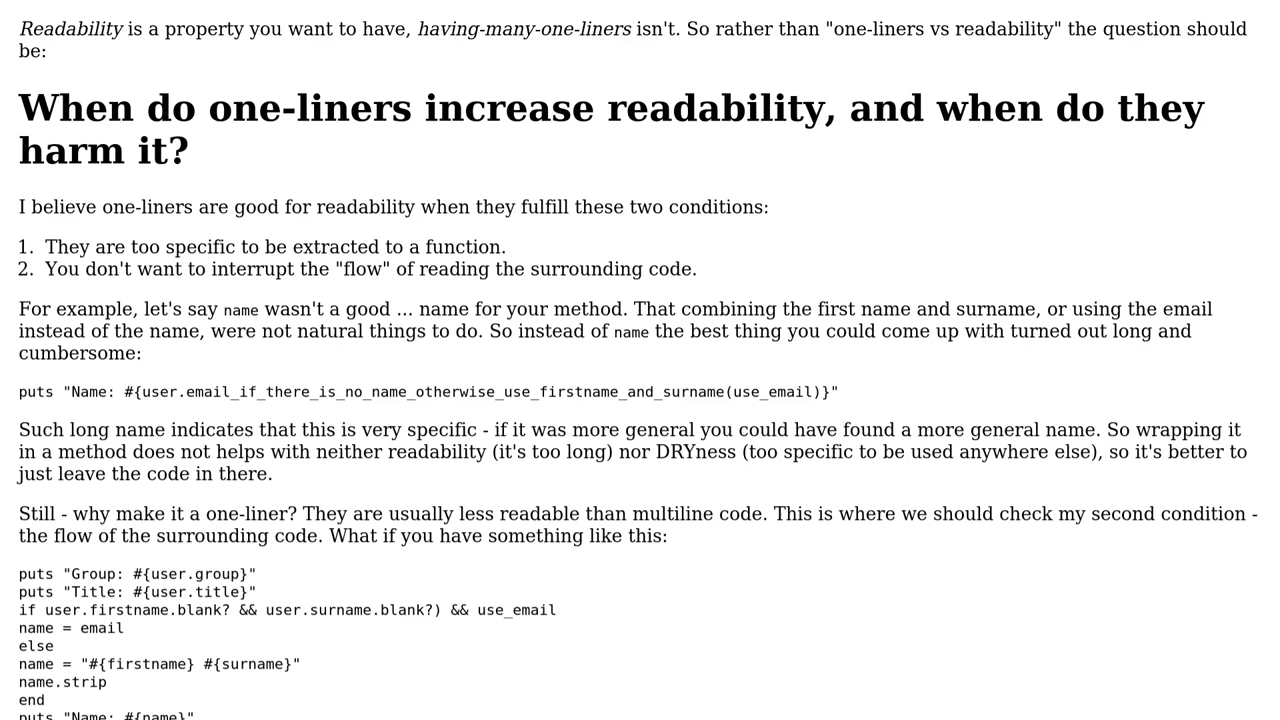 Readability is a property you want to have, having-many-one-liners isn't. So rather than "one-liners vs readability" the question should
be:
When do one-liners increase readability, and when do they
harm it?
I believe one-liners are good for readability when they fulfill these two conditions:
1. They are too specific to be extracted to a function.
2. You don't want to interrupt the "flow" of reading the surrounding code.
For example, let's say name wasn't a good ... name for your method. That combining the first name and surname, or using the email
instead of the name, were not natural things to do. So instead of name the best thing you could come up with turned out long and
cumbersome:
puts "Name: #{user.email_if_there_is_no_name_otherwise_use_firstname_and_surname(use_email)}"
Such long name indicates that this is very specific - if it was more general you could have found a more general name. So wrapping it
in a method does not helps with neither readability (it's too long) nor DRYness (too specific to be used anywhere else), so it's better to
just leave the code in there.
Still - why make it a one-liner? They are usually less readable than multiline code. This is where we should check my second condition -
the flow of the surrounding code. What if you have something like this:
puts "Group: #{user.group}"
puts "Title: #{user.title}"
if user.firstname.blank? && user.surname.blank?) && use_email
name = email
else
name = "#{firstname} #{surname}"
name.strip
end
puts "Name: #{name}"